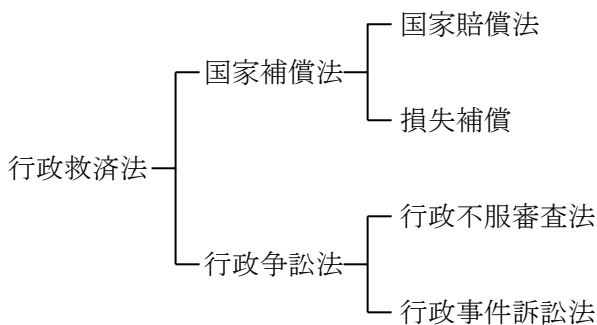 国家賠償法
国家補償法
損失補償
行政救済法
行政不服審査法
行政争訟法
行政事件訴訟法